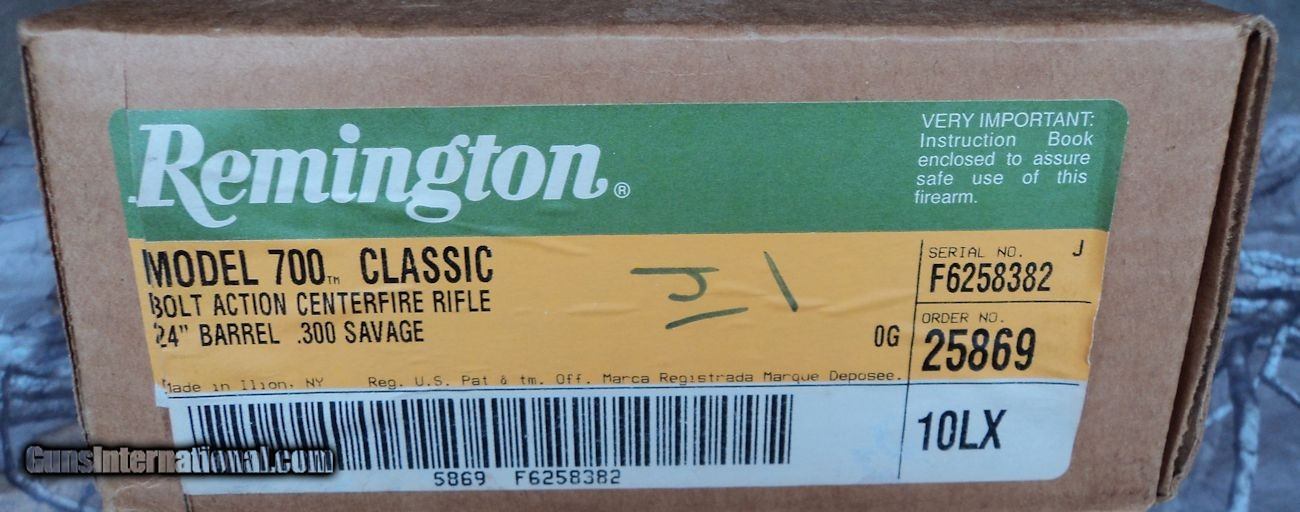 Remington®
VERY IMPORTANT:
Instruction Book
enclosed to assure
safe use of this
firearm.
MODEL 700™ CLASSIC
BOLT ACTION CENTERFIRE RIFLE
24" BARREL .300 SAVAGE
0G
Made in Ilion, NY Reg. U.S. Pat & tm. Off. Marca Registrada Marque Deposee.
SERIAL NO. J
F6258382
ORDER NO.
25869
10LX
5869 F6258382
GunsInternational.com